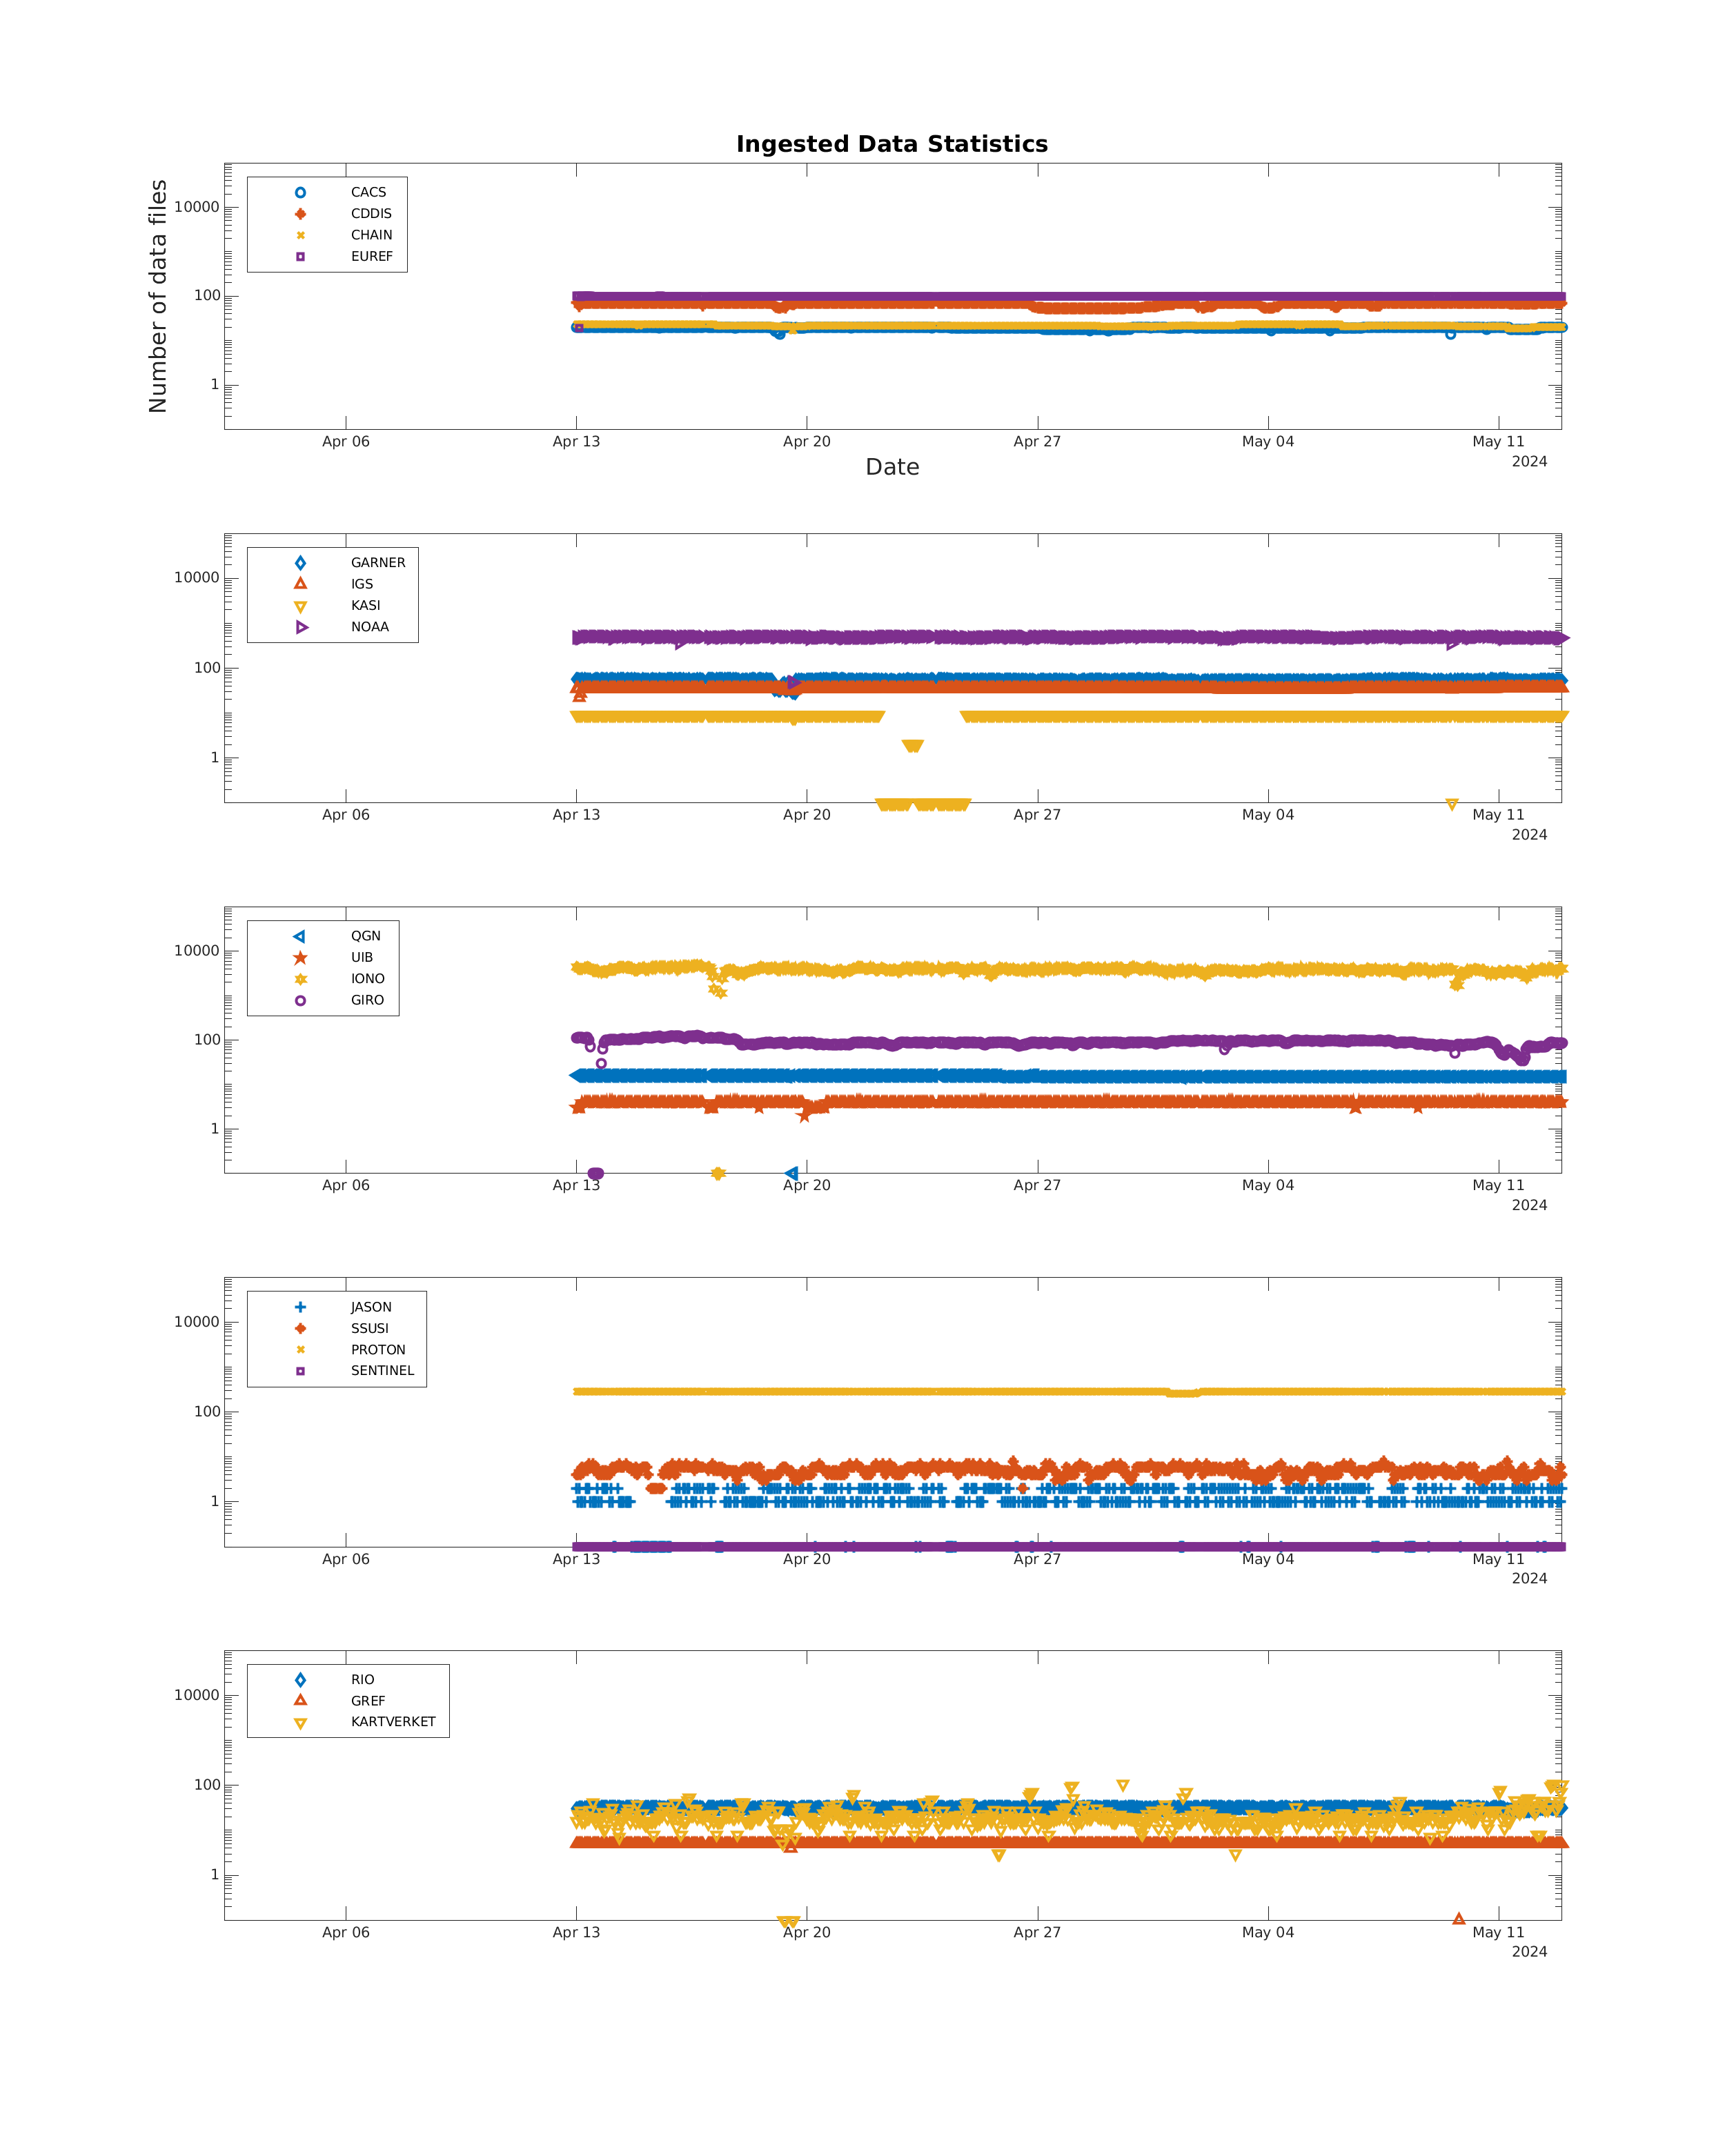 Ingested Data Statistics
Number of data files
CACS
CDDIS
CHAIN
EUREF
10000
100
1
Apr 06 Apr 13 Apr 20 Apr 27 May 04 May 11
2024
Date
GARNER
IGS
KASI
NOAA
10000
100
1
Apr 06 Apr 13 Apr 20 Apr 27 May 04 May 11
2024
QGN
UIB
IONO
GIRO
10000
100
1
Apr 06 Apr 13 Apr 20 Apr 27 May 04 May 11
2024
JASON
SSUSI
PROTON
SENTINEL
10000
100
1
Apr 06 Apr 13 Apr 20 Apr 27 May 04 May 11
2024
RIO
GREF
KARTVERKET
10000
100
1
Apr 06 Apr 13 Apr 20 Apr 27 May 04 May 11
2024